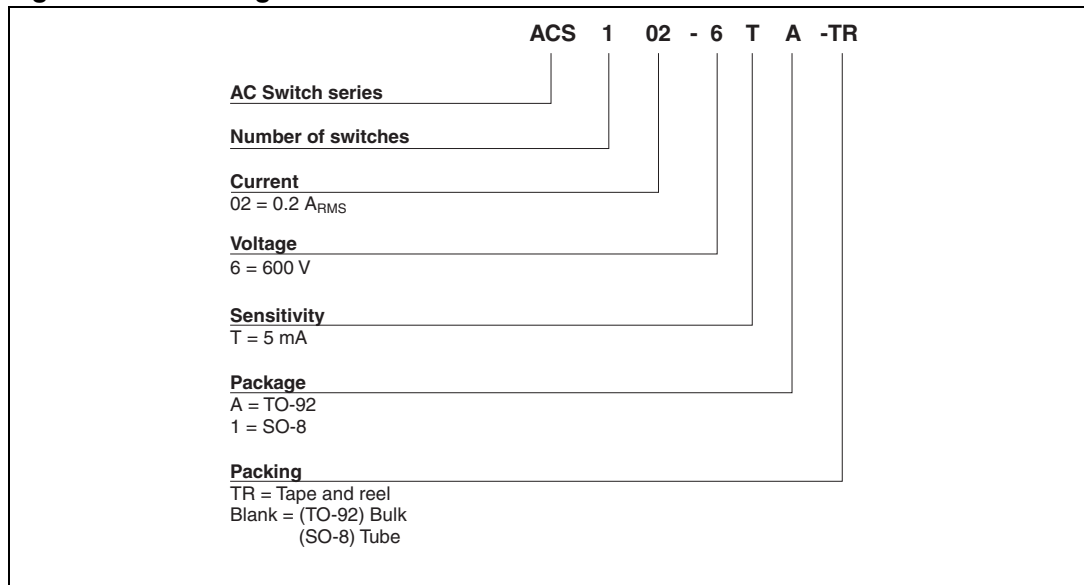 ACS 1 02 - 6 T A -TR
AC Switch series
Number of switches
Current
02 = 0.2 ARMS
Voltage
6 = 600 V
Sensitivity
T = 5 mA
Package
A = TO-92
1 = SO-8
Packing
TR = Tape and reel
Blank = (TO-92) Bulk
(SO-8) Tube